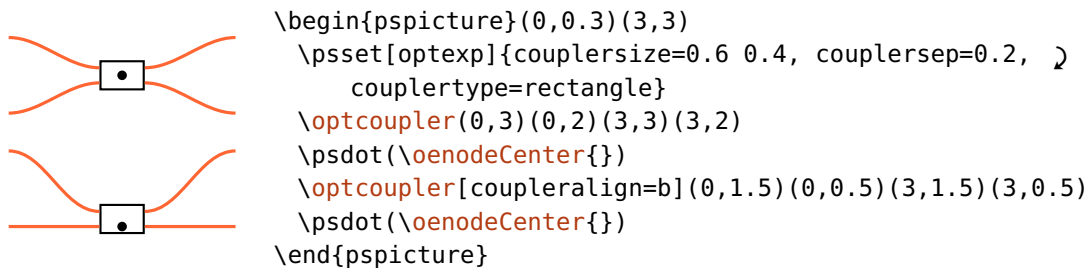 \begin{pspicture}(0,0.3)(3,3)
\psset[optexp]{couplersize=0.6 0.4, couplersep=0.2,
couplertype=rectangle}
\optcoupler(0,3)(0,2)(3,3)(3,2)
\psdot(\oenodeCenter{})
\optcoupler[coupleralign=b](0,1.5)(0,0.5)(3,1.5)(3,0.5)
\psdot(\oenodeCenter{})
\end{pspicture}